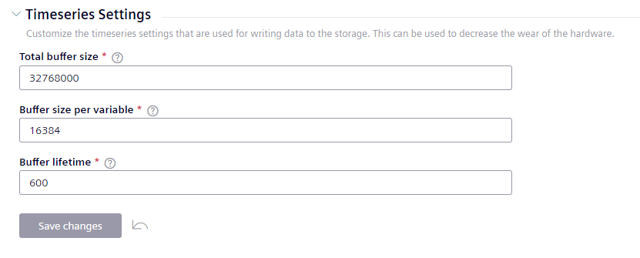 Timeseries Settings
Customize the timeseries settings that are used for writing data to the storage. This can be used to decrease the wear of the hardware.
Total buffer size * ?
32768000
Buffer size per variable * ?
16384
Buffer lifetime * ?
600
Save changes